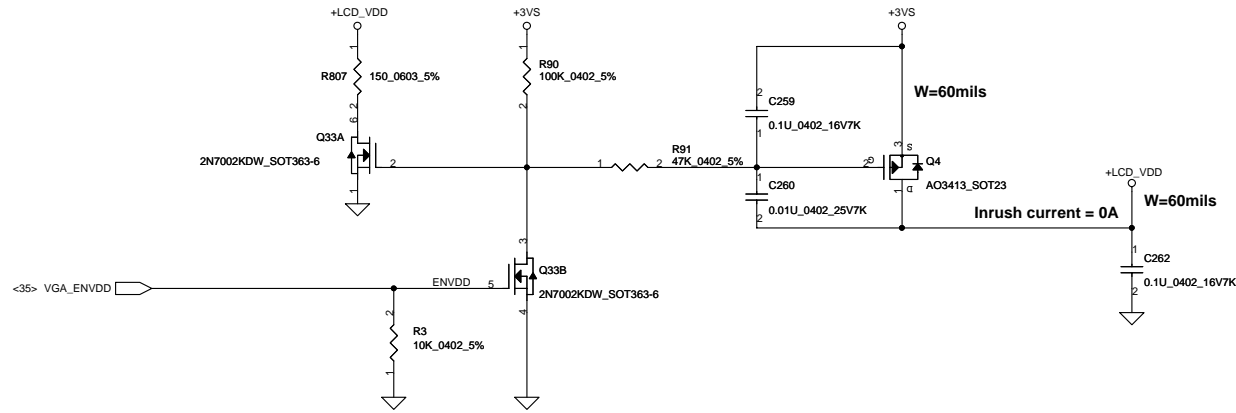 +LCD_VDD
+3VS
+3VS
1
R807
150_0603_5%
2
1
R90
100K_0402_5%
2
W=60mils
2
C259
0.1U_0402_16V7K
1
6
Q33A
2N7002KDW_SOT363-6
2
1
1
R91
2
47K_0402_5%
1
C260
0.01U_0402_25V7K
2
2
G
3
S
Q4
AO3413_SOT23
1
D
+LCD_VDD
W=60mils
Inrush current = 0A
3
Q33B
2N7002KDW_SOT363-6
5
4
<35> VGA_ENVDD
ENVDD
1
C262
0.1U_0402_16V7K
2
2
R3
10K_0402_5%
1